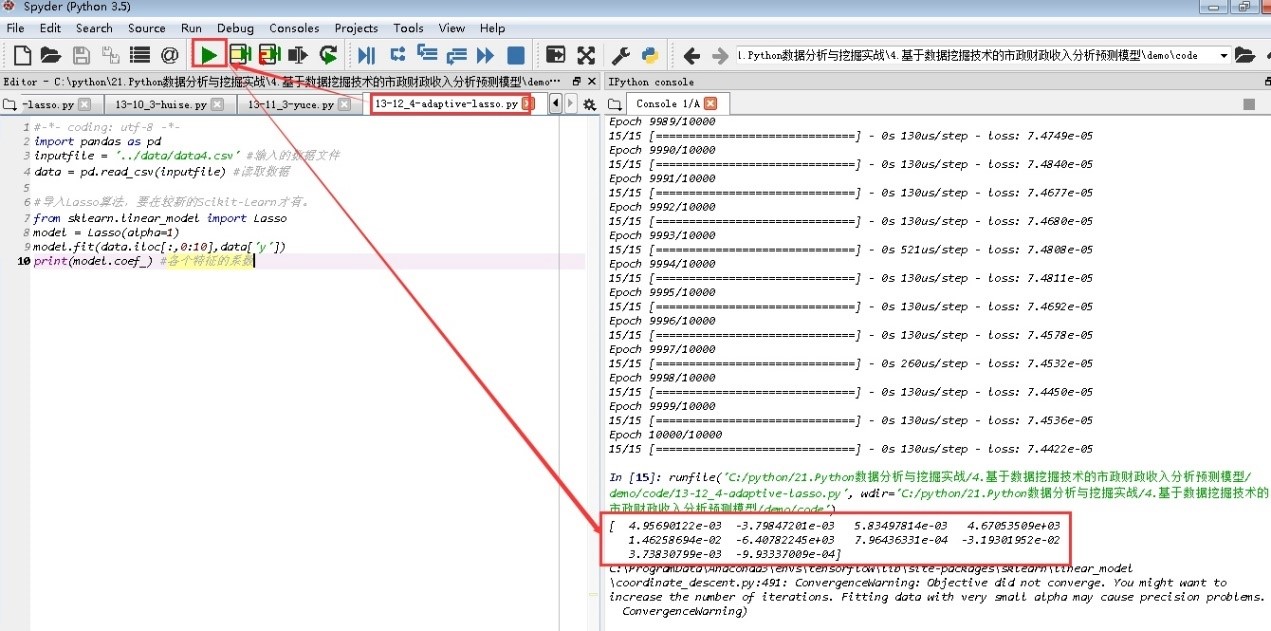 Spyder (Python 3.5)
File Edit Search Source Run Debug Consoles Projects Tools View Help
l.Python数据分析与挖掘实战\4.基于数据挖掘技术的市政财政收入分析预测模型\demo\code
Editor - C:\python\21.Python数据分析与挖掘实战\4.基于数据挖掘技术的市政财政收入分析预测模型\demo···
-lasso.py 13-10_3-huise.py 13-11_3-yuce.py 13-12_4-adaptive-lasso.py
1 #-*- coding: utf-8 -*-
2 import pandas as pd
3 inputfile = '../data/data4.csv' #输入的数据文件
4 data = pd.read_csv(inputfile) #读取数据
5
6 #导入Lasso算法，要在较新的Scikit-Learn才有。
7 from sklearn.linear_model import Lasso
8 model = Lasso(alpha=1)
9 model.fit(data.iloc[:,0:10],data['y'])
10 print(model.coef_) #各个特征的系数
IPython console
Console 1/A
Epoch 9989/10000
15/15 [==============================] - 0s 130us/step - loss: 7.4749e-05
Epoch 9990/10000
15/15 [==============================] - 0s 130us/step - loss: 7.4840e-05
Epoch 9991/10000
15/15 [==============================] - 0s 130us/step - loss: 7.4677e-05
Epoch 9992/10000
15/15 [==============================] - 0s 130us/step - loss: 7.4680e-05
Epoch 9993/10000
15/15 [==============================] - 0s 521us/step - loss: 7.4808e-05
Epoch 9994/10000
15/15 [==============================] - 0s 130us/step - loss: 7.4811e-05
Epoch 9995/10000
15/15 [==============================] - 0s 130us/step - loss: 7.4692e-05
Epoch 9996/10000
15/15 [==============================] - 0s 130us/step - loss: 7.4578e-05
Epoch 9997/10000
15/15 [==============================] - 0s 260us/step - loss: 7.4532e-05
Epoch 9998/10000
15/15 [==============================] - 0s 130us/step - loss: 7.4450e-05
Epoch 9999/10000
15/15 [==============================] - 0s 130us/step - loss: 7.4536e-05
Epoch 10000/10000
15/15 [==============================] - 0s 130us/step - loss: 7.4422e-05
In [15]: runfile('C:/python/21.Python数据分析与挖掘实战/4.基于数据挖掘技术的市政财政收入分析预测模型/
demo/code/13-12_4-adaptive-lasso.py', wdir='C:/python/21.Python数据分析与挖掘实战/4.基于数据挖掘技术的
市政财政收入分析预测模型/demo/code')
[ 4.95690122e-03 -3.79847201e-03 5.83497814e-03 4.67053509e+03
1.46258694e-02 -6.40782245e+03 7.96436331e-04 -3.19301952e-02
3.73830799e-03 -9.93337009e-04]
C:\ProgramData\Anaconda3\envs\tensorflow\lib\site-packages\sklearn\linear_model
\coordinate_descent.py:491: ConvergenceWarning: Objective did not converge. You might want to
increase the number of iterations. Fitting data with very small alpha may cause precision problems.
ConvergenceWarning)